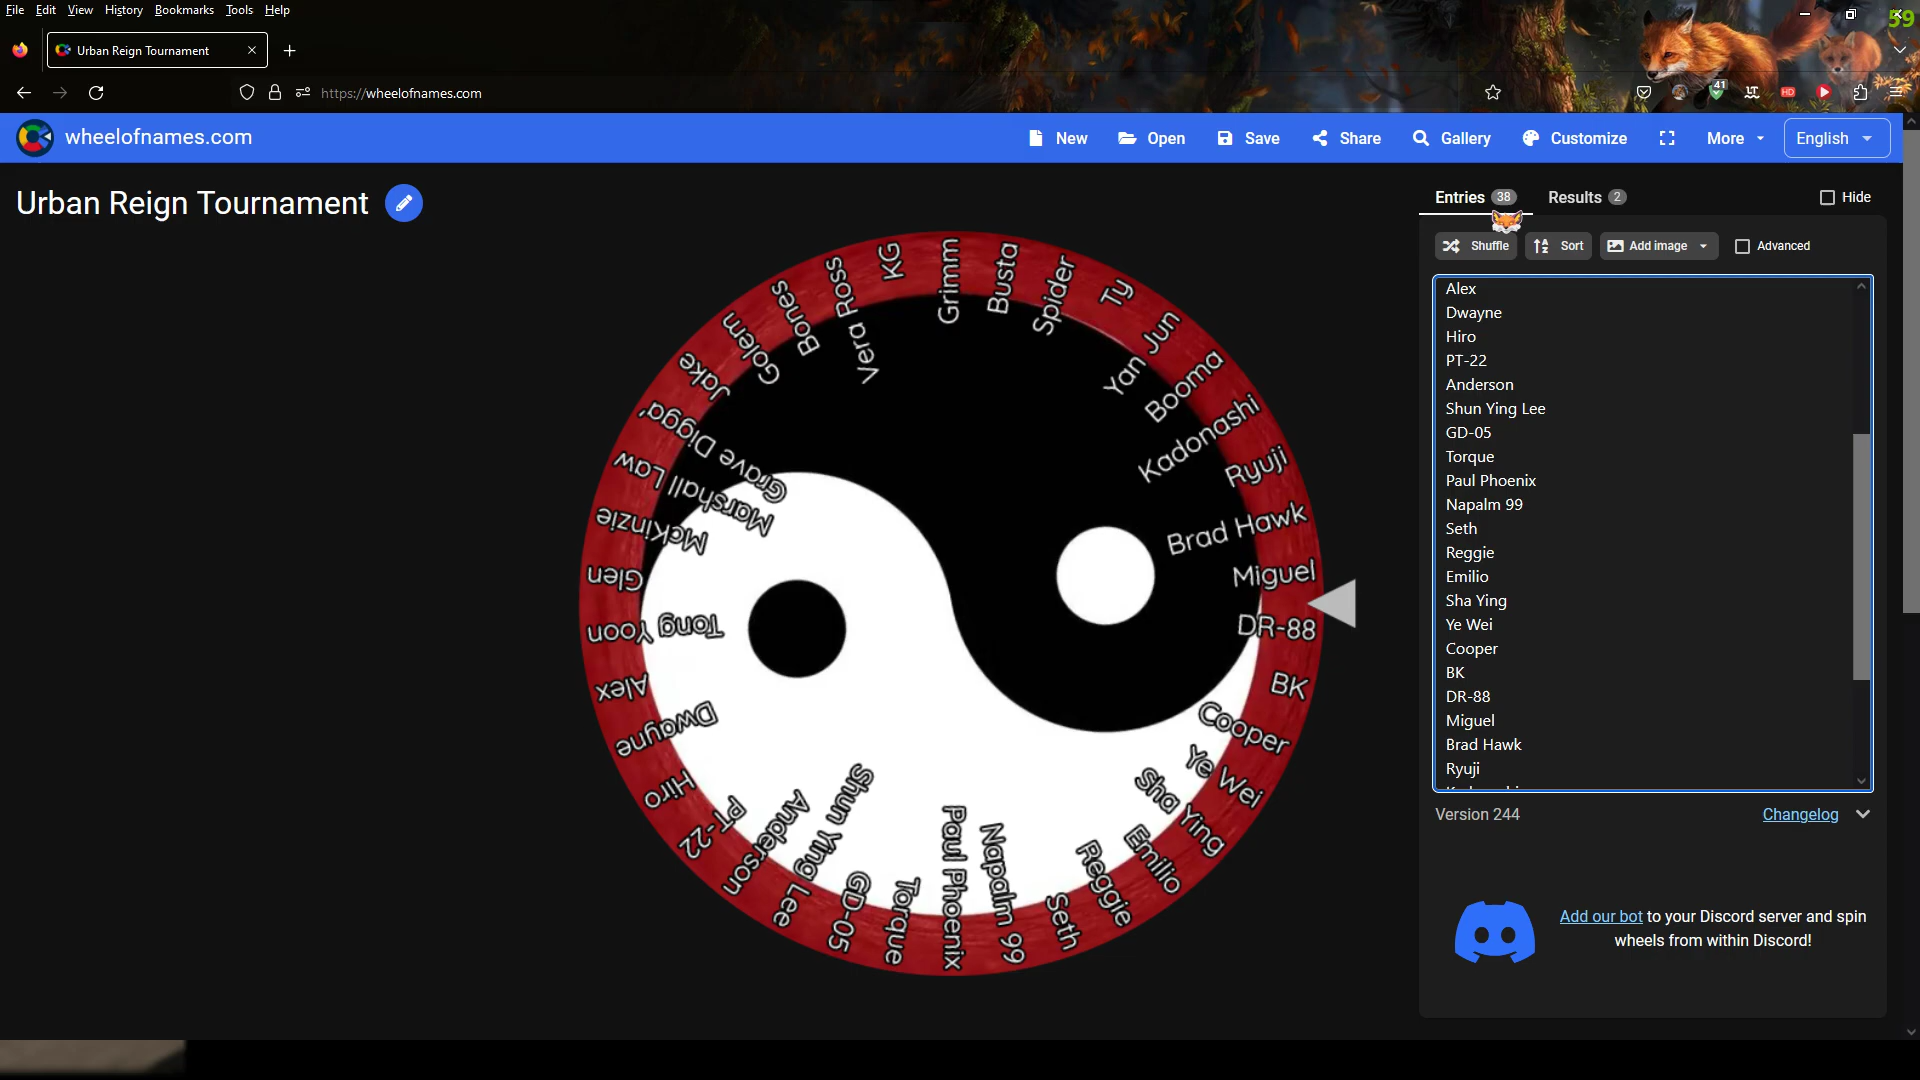 File Edit View History Bookmarks Tools Help
59
Urban Reign Tournament
https://wheelofnames.com
41
HD
wheelofnames.com
New Open Save Share Gallery Customize More English
Urban Reign Tournament
Entries 38 Results 2 Hide
Shuffle Sort Add image Advanced
Alex
Dwayne
Hiro
PT-22
Anderson
Shun Ying Lee
GD-05
Torque
Paul Phoenix
Napalm 99
Seth
Reggie
Emilio
Sha Ying
Ye Wei
Cooper
BK
DR-88
Miguel
Brad Hawk
Ryuji
Version 244
Changelog
Add our bot to your Discord server and spin
wheels from within Discord!
Grimm
Busta
Spider
Ty
Yan Jun
Booma
Kadonashi
Ryuji
Brad Hawk
Miguel
DR-88
BK
Cooper
Ye Wei
Sha Ying
Emilio
Reggie
Seth
Napalm 99
Paul Phoenix
Torque
GD-05
Shun Ying Lee
Anderson
PT-22
Hiro
Dwayne
Alex
Tong Yoon
Glen
McKinzie
Marshall Law
Grave Digga'
Jake
Golem
Bones
Vera Ross
KG